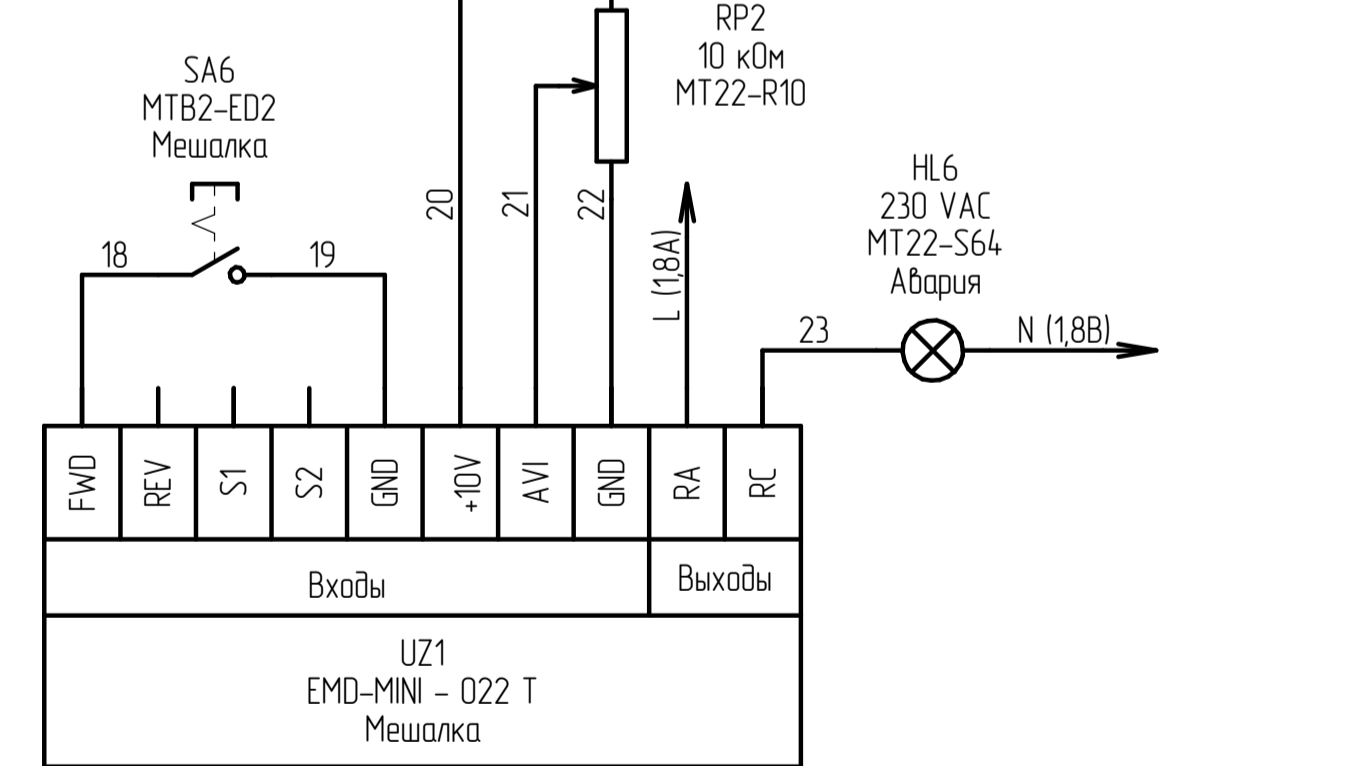 RP2
10 кОм
MT22-R10
SA6
MTB2-ED2
Мешалка
HL6
230 VAC
MT22-S64
Авария
18
19
20
21
22
L (1,8A)
23
N (1,8B)
FWD
REV
S1
S2
GND
+10V
AVI
GND
RA
RC
Входы
Выходы
UZ1
EMD-MINI - 022 T
Мешалка